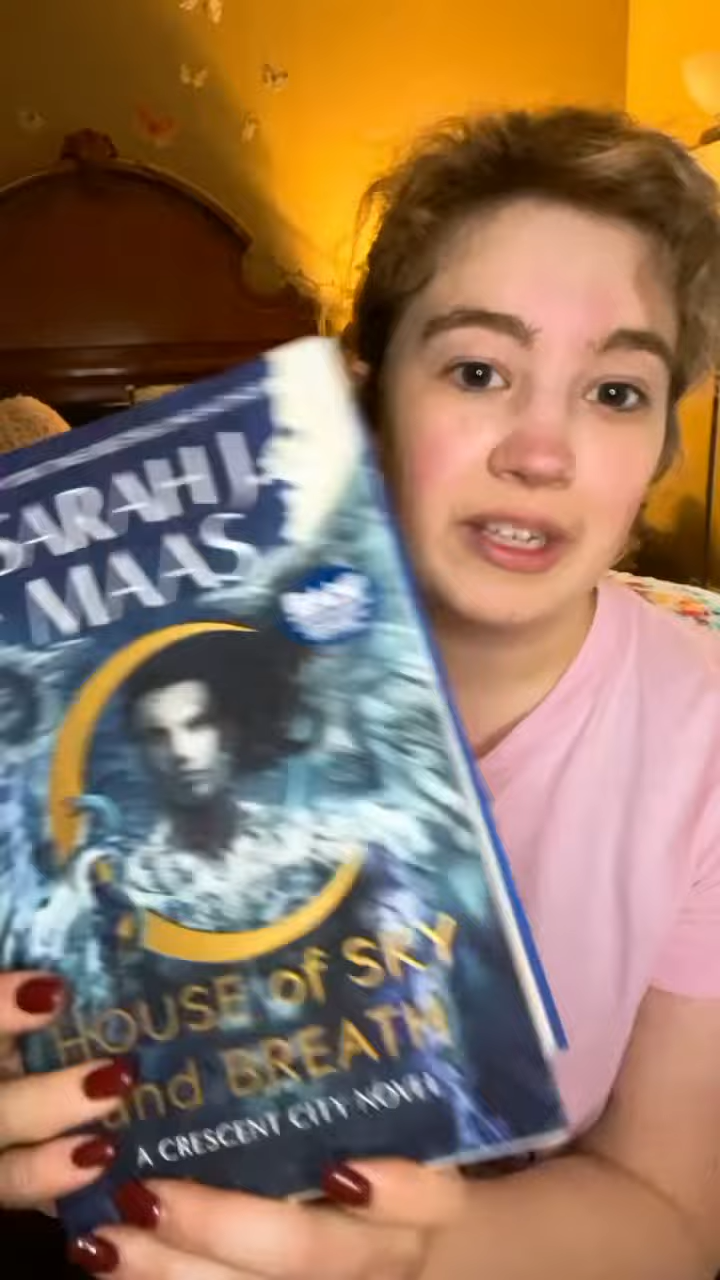 SARAH J.
MAAS
HOUSE of SKY
and BREATH
A CRESCENT CITY NOVEL